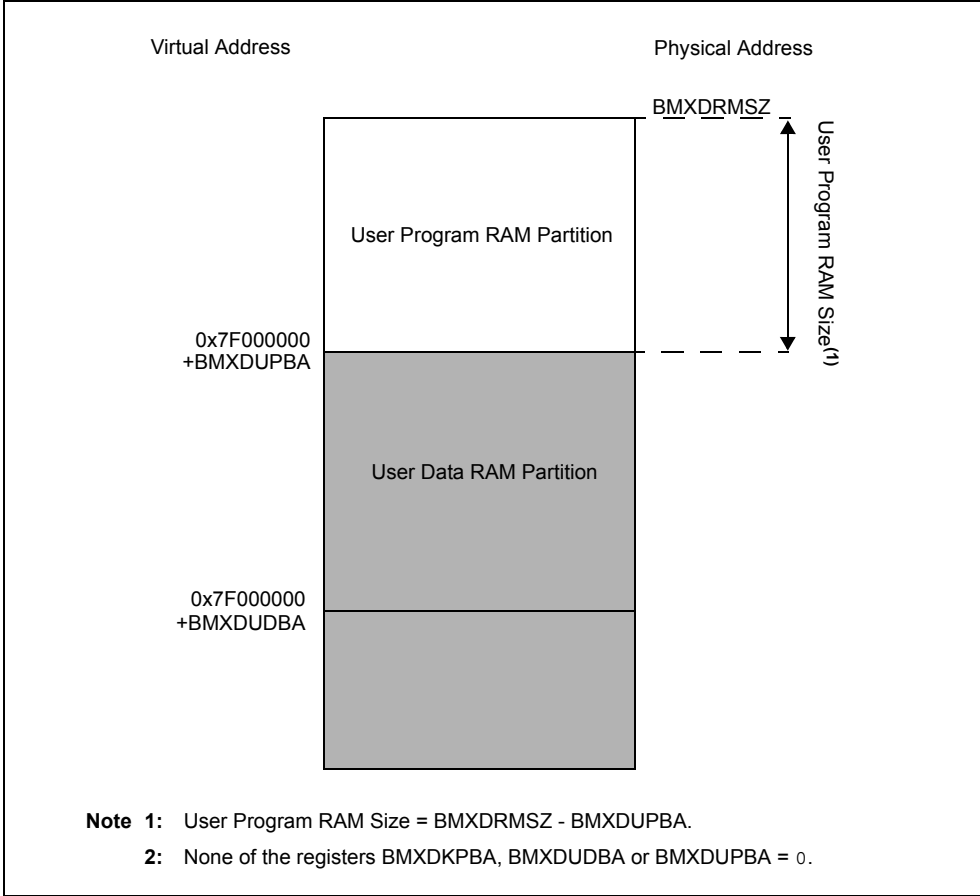 Virtual Address
Physical Address
BMXDRMSZ
User Program RAM Size(1)
User Program RAM Partition
0x7F000000
+BMXDUPBA
User Data RAM Partition
0x7F000000
+BMXDUDBA
Note 1: User Program RAM Size = BMXDRMSZ - BMXDUPBA.
2: None of the registers BMXDKPBA, BMXDUDBA or BMXDUPBA = 0.